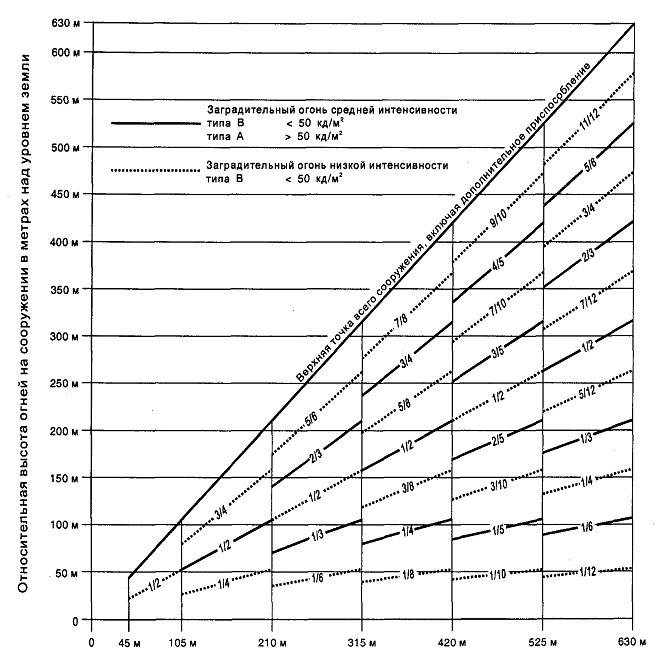 630 м
600 м
550 м
500 м
450 м
400 м
350 м
300 м
250 м
200 м
150 м
100 м
50 м
0
Относительная высота огней на сооружении в метрах над уровнем земли
Заградительный огонь средней интенсивности
типа В < 50 кд/м²
типа А > 50 кд/м²
Заградительный огонь низкой интенсивности
типа В < 50 кд/м²
Верхняя точка всего сооружения, включая дополнительное приспособление
1/2
3/4
1/2
1/4
5/6
2/3
1/2
1/3
1/6
7/8
3/4
5/8
1/2
3/8
1/4
1/8
9/10
4/5
7/10
3/5
1/2
2/5
3/10
1/5
1/10
11/12
5/6
3/4
2/3
7/12
1/2
5/12
1/3
1/4
1/6
1/12
0 45 м 105 м 210 м 315 м 420 м 525 м 630 м